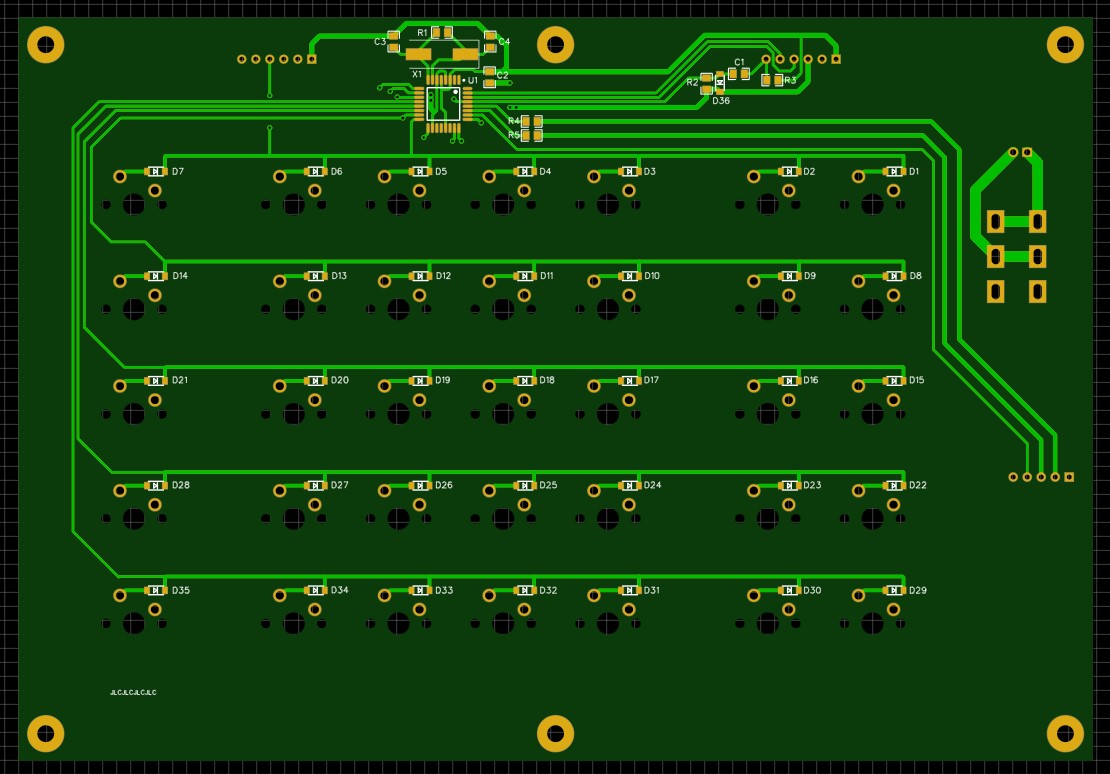 R1
C3
C4
X1
C2
U1
C1
R2
R3
D36
R4
R5
D7 D6 D5 D4 D3 D2 D1
D14 D13 D12 D11 D10 D9 D8
D21 D20 D19 D18 D17 D16 D15
D28 D27 D26 D25 D24 D23 D22
D35 D34 D33 D32 D31 D30 D29
JLCJLCJLCJLC